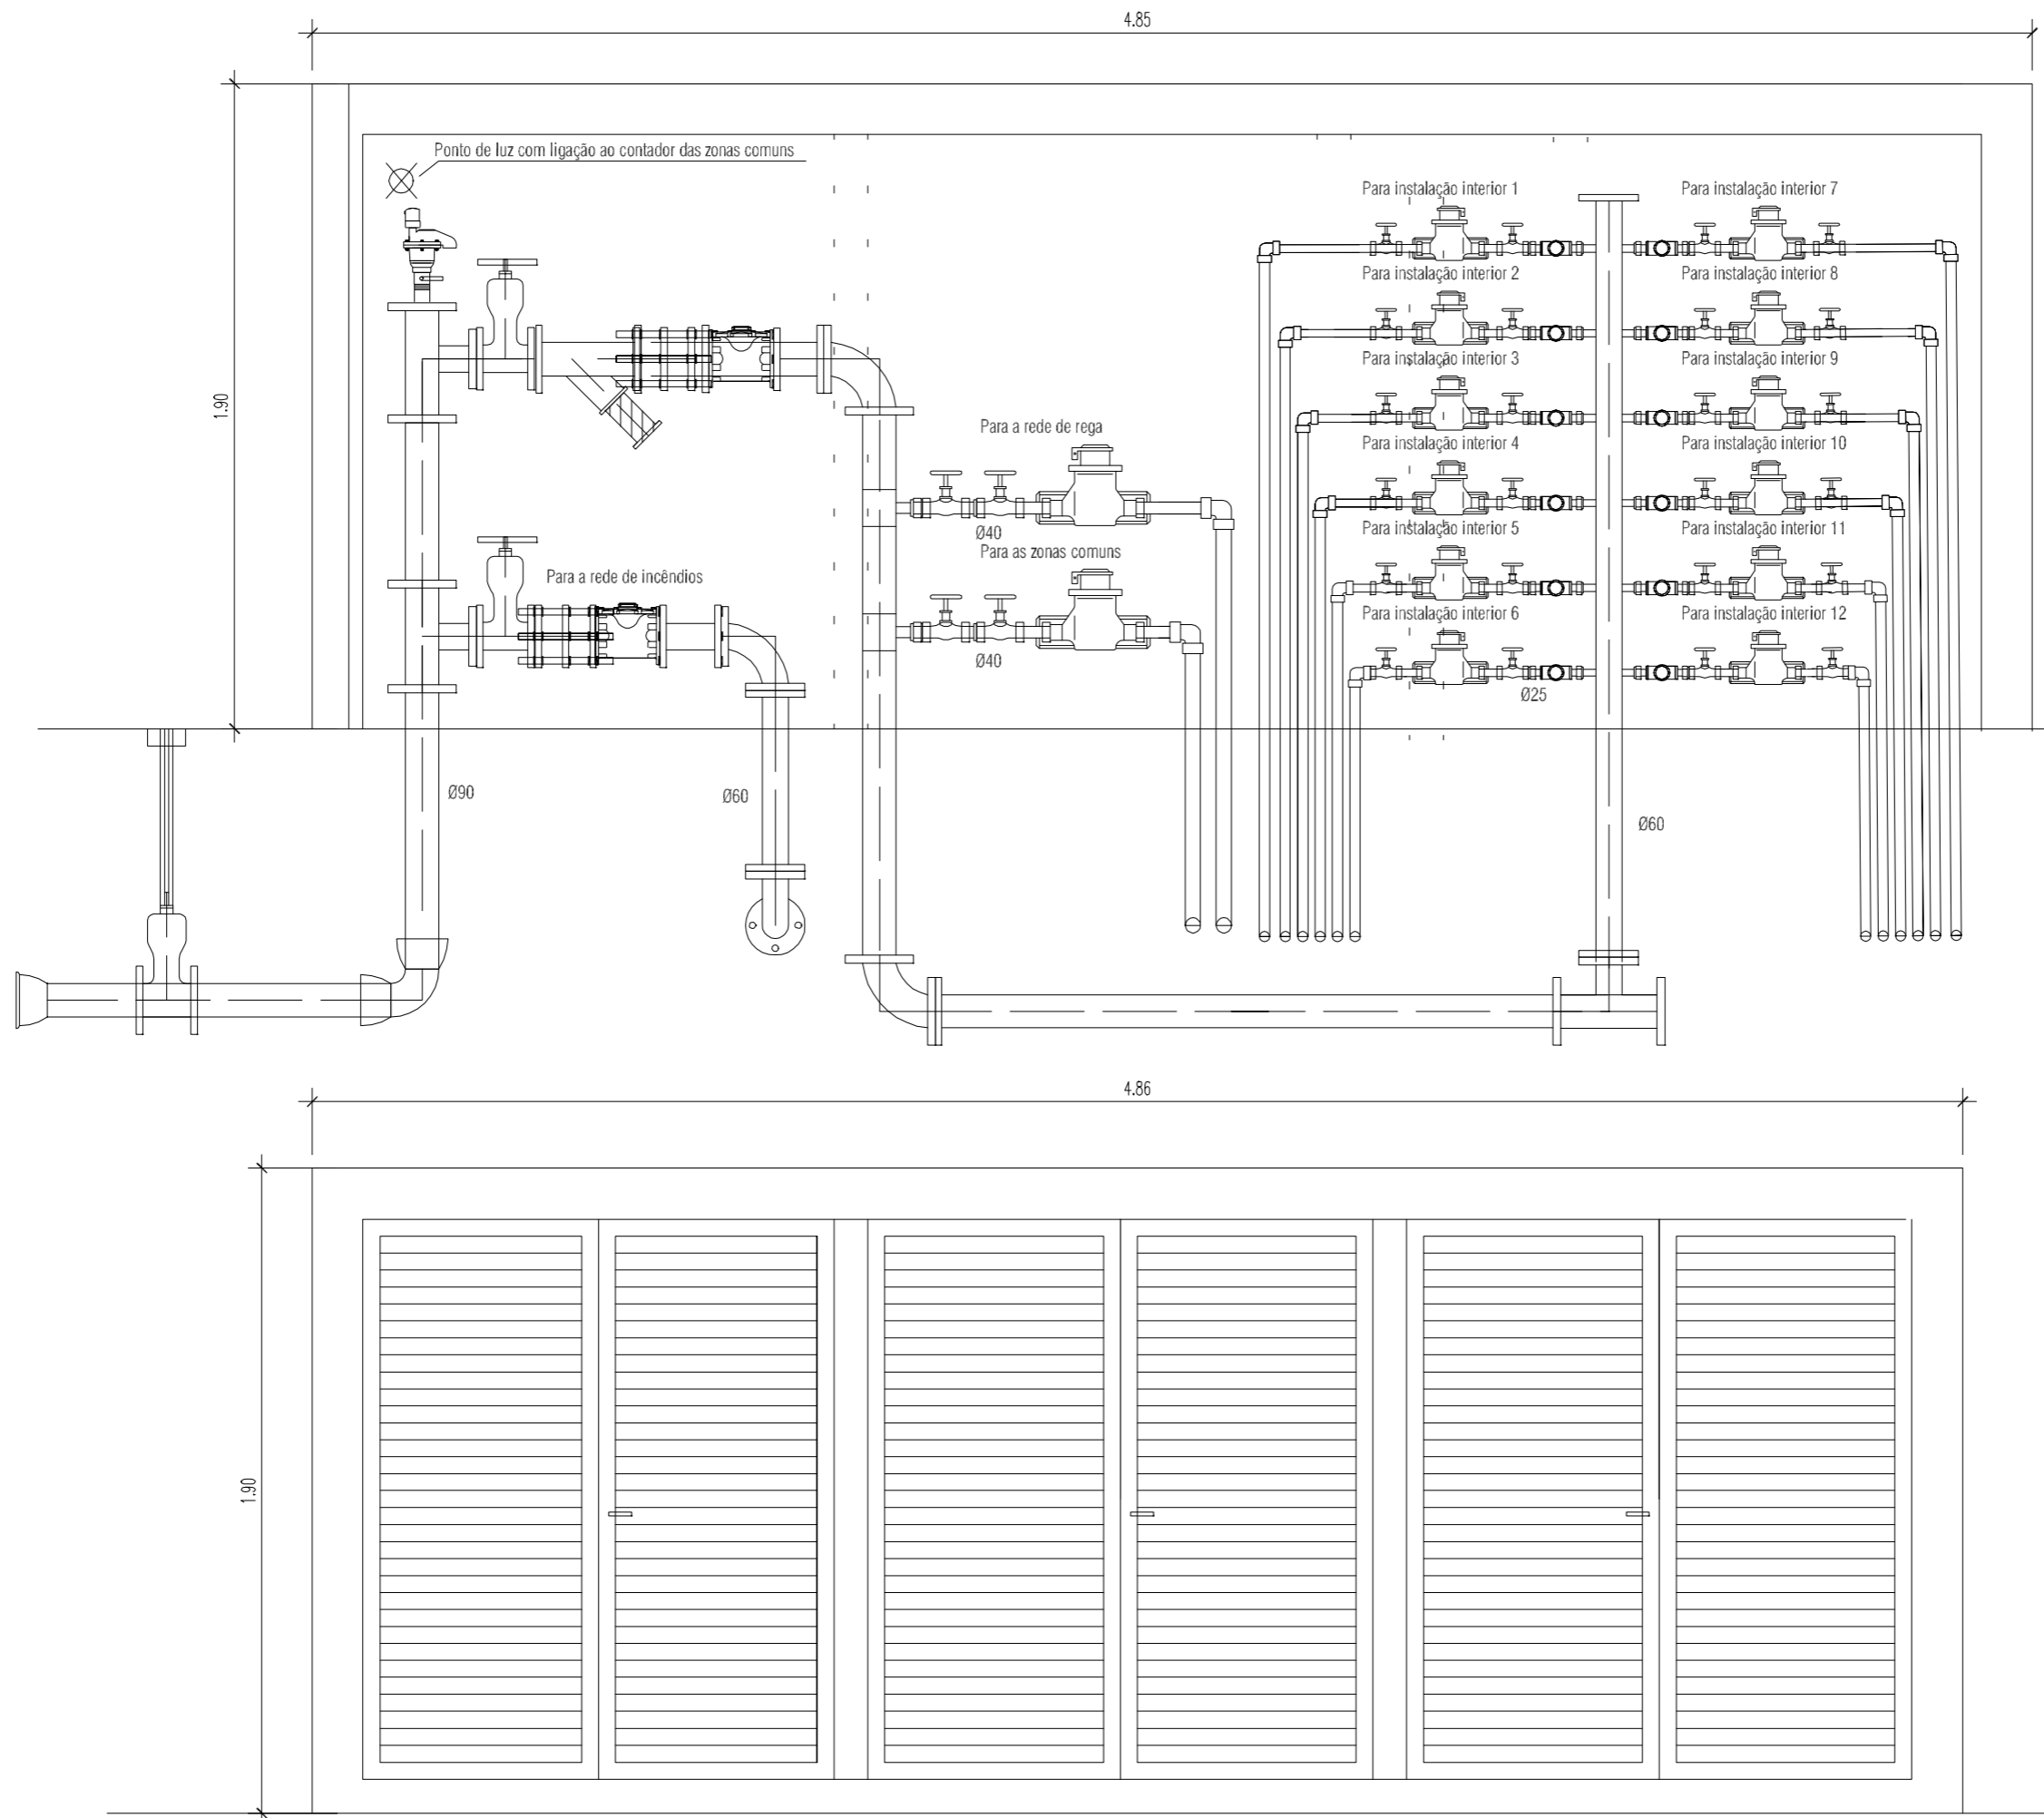 4.85
1.90
Ponto de luz com ligação ao contador das zonas comuns
Para a rede de incêndios
Ø90
Ø60
Para a rede de rega
Ø40
Para as zonas comuns
Ø40
Para instalação interior 1
Para instalação interior 2
Para instalação interior 3
Para instalação interior 4
Para instalação interior 5
Para instalação interior 6
Ø25
Para instalação interior 7
Para instalação interior 8
Para instalação interior 9
Para instalação interior 10
Para instalação interior 11
Para instalação interior 12
Ø60
4.86
1.90